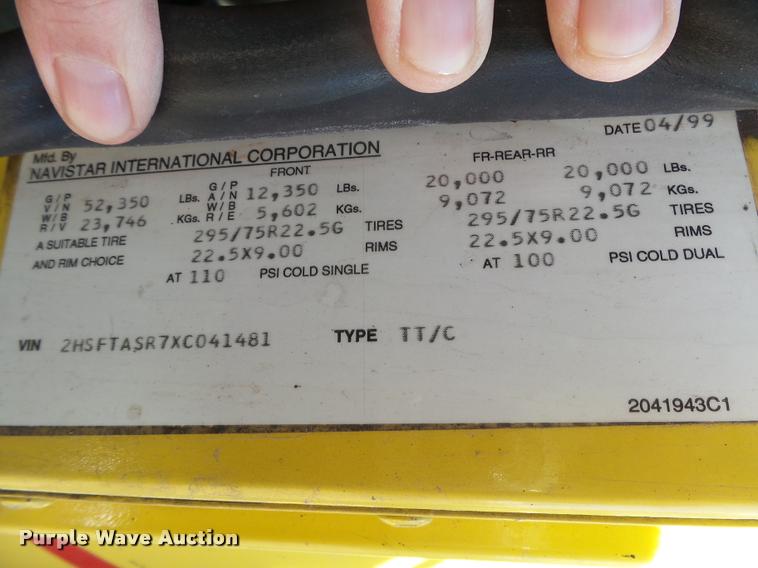 DATE 04/99
Mfd. By
NAVISTAR INTERNATIONAL CORPORATION
FRONT FR-REAR-RR
G/P V/N W/B R/V 52,350 LBs. 23,746 KGs.
G/P A/N W/B R/E 12,350 LBs. 5,602 KGs.
20,000 20,000 LBs.
9,072 9,072 KGs.
A SUITABLE TIRE 295/75R22.5G TIRES 295/75R22.5G TIRES
AND RIM CHOICE 22.5X9.00 RIMS 22.5X9.00 RIMS
AT 110 PSI COLD SINGLE AT 100 PSI COLD DUAL
VIN 2HSFTASR7XC041481 TYPE TT/C
2041943C1
Purple Wave Auction